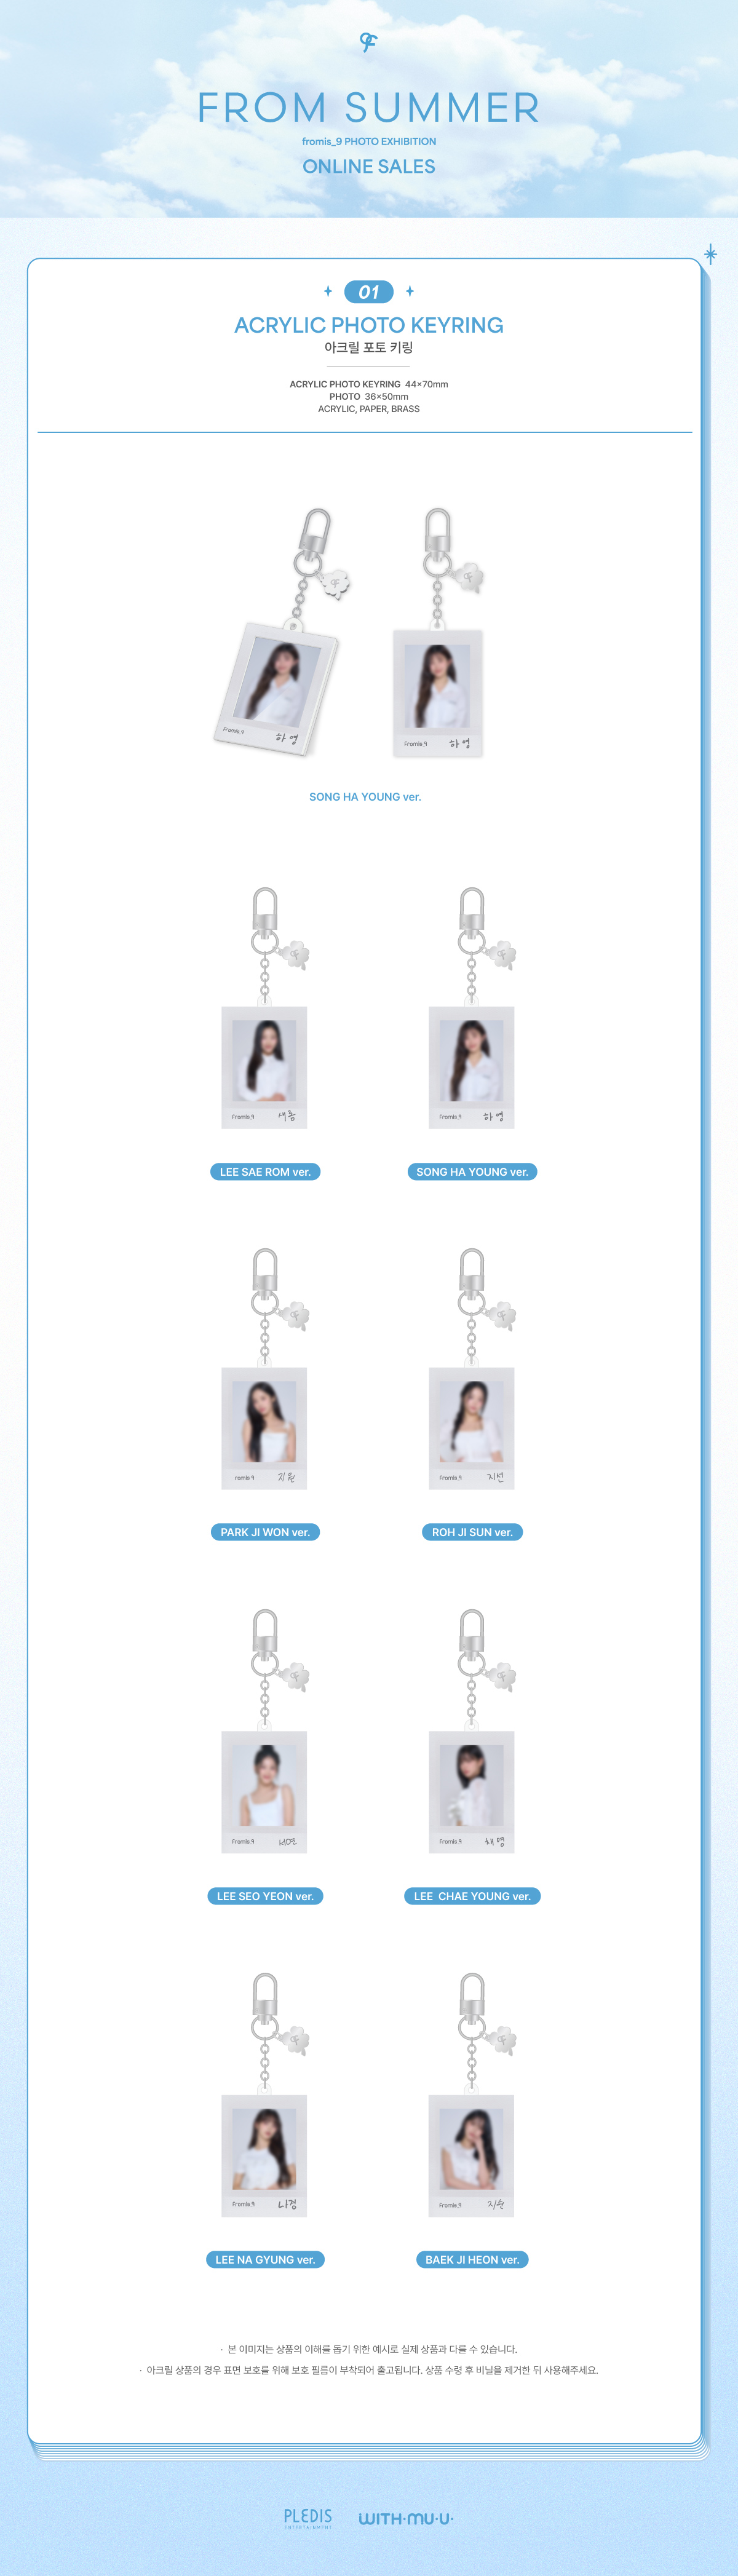 FROM SUMMER
fromis_9 PHOTO EXHIBITION
ONLINE SALES
01
ACRYLIC PHOTO KEYRING
아크릴 포토 키링
ACRYLIC PHOTO KEYRING 44×70mm
PHOTO 36×50mm
ACRYLIC, PAPER, BRASS
fromis_9 하영
fromis_9 하영
SONG HA YOUNG ver.
fromis_9 새롬
fromis_9 하영
LEE SAE ROM ver.
SONG HA YOUNG ver.
지원
fromis_9 지선
PARK JI WON ver.
ROH JI SUN ver.
fromis_9
fromis_9 채영
LEE SEO YEON ver.
LEE CHAE YOUNG ver.
fromis_9 나경
fromis_9
LEE NA GYUNG ver.
BAEK JI HEON ver.
· 본 이미지는 상품의 이해를 돕기 위한 예시로 실제 상품과 다를 수 있습니다.
· 아크릴 상품의 경우 표면 보호를 위해 보호 필름이 부착되어 출고됩니다. 상품 수령 후 비닐을 제거한 뒤 사용해주세요.
PLEDIS WITH·MU·U·
ENTERTAINMENT